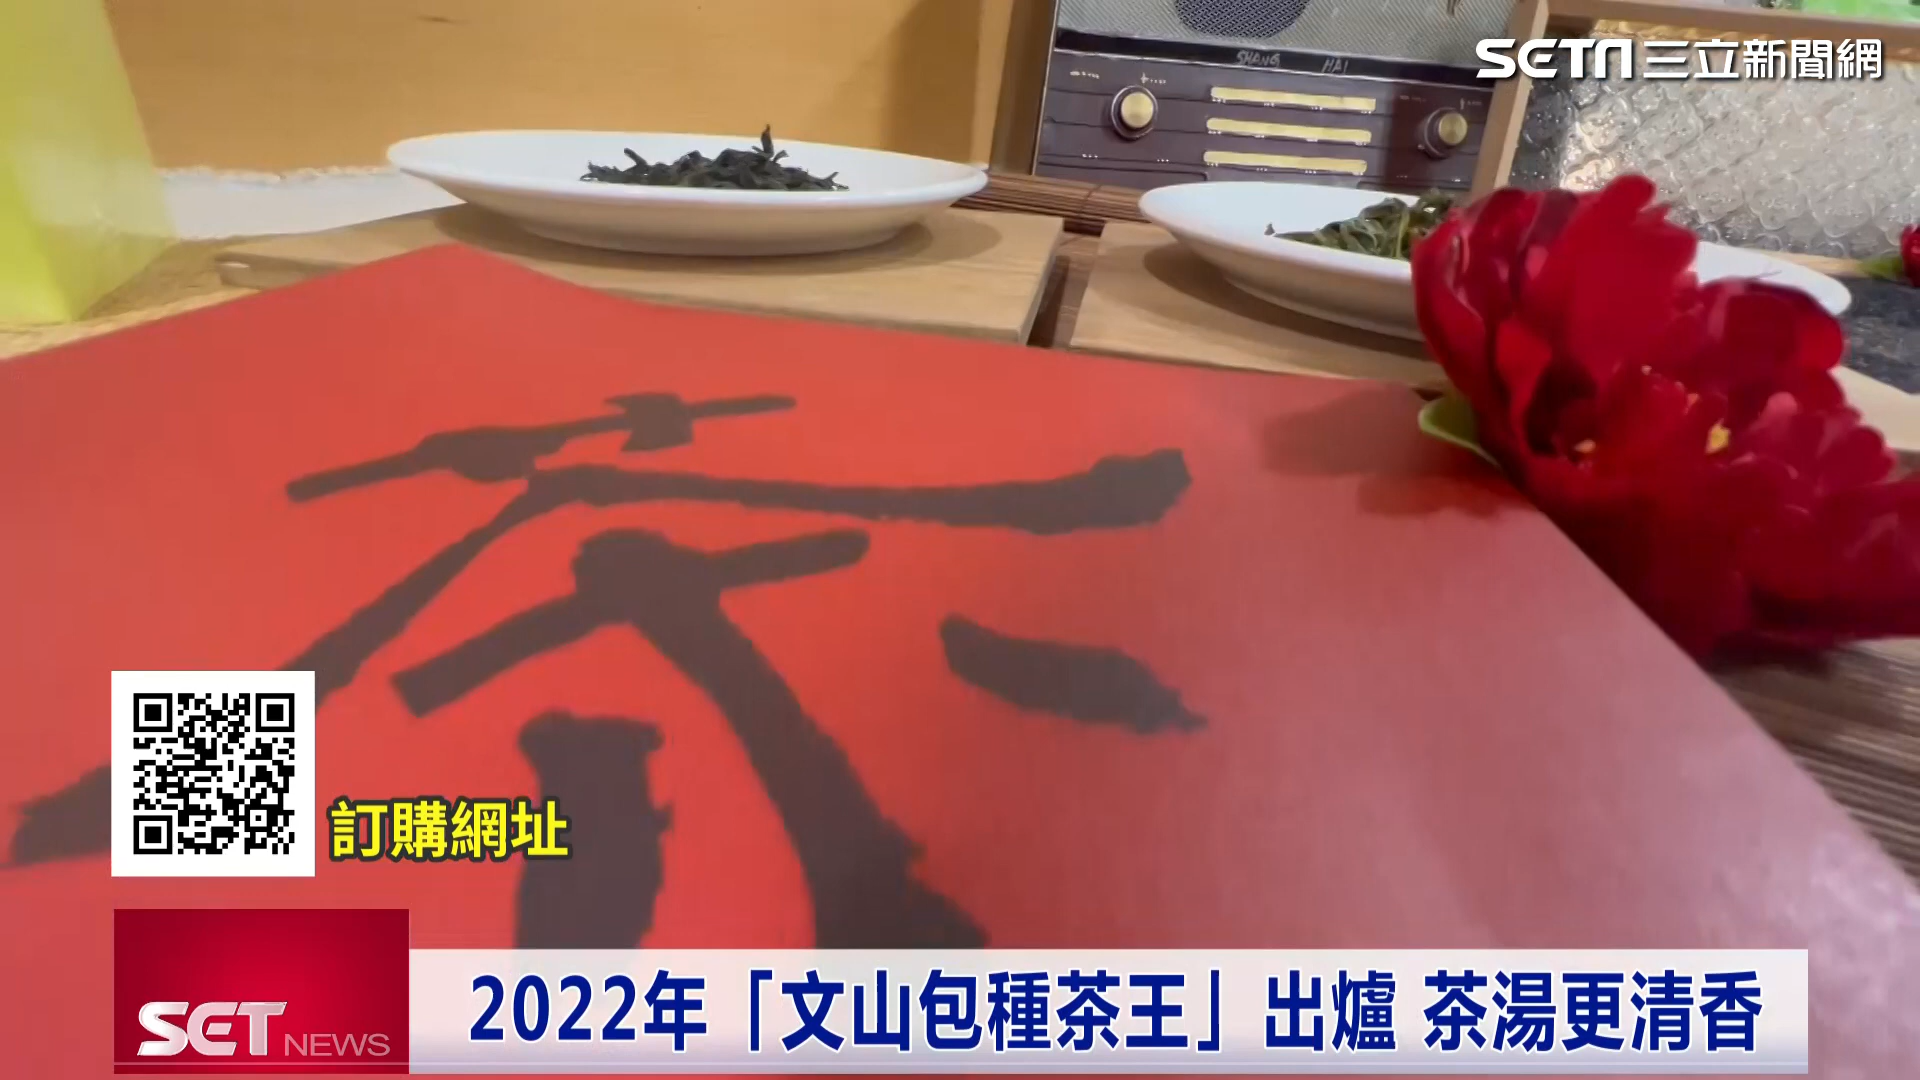 SETN三立新聞網
SHANG HAI
茶
訂購網址
SET NEWS
2022年「文山包種茶王」出爐 茶湯更清香